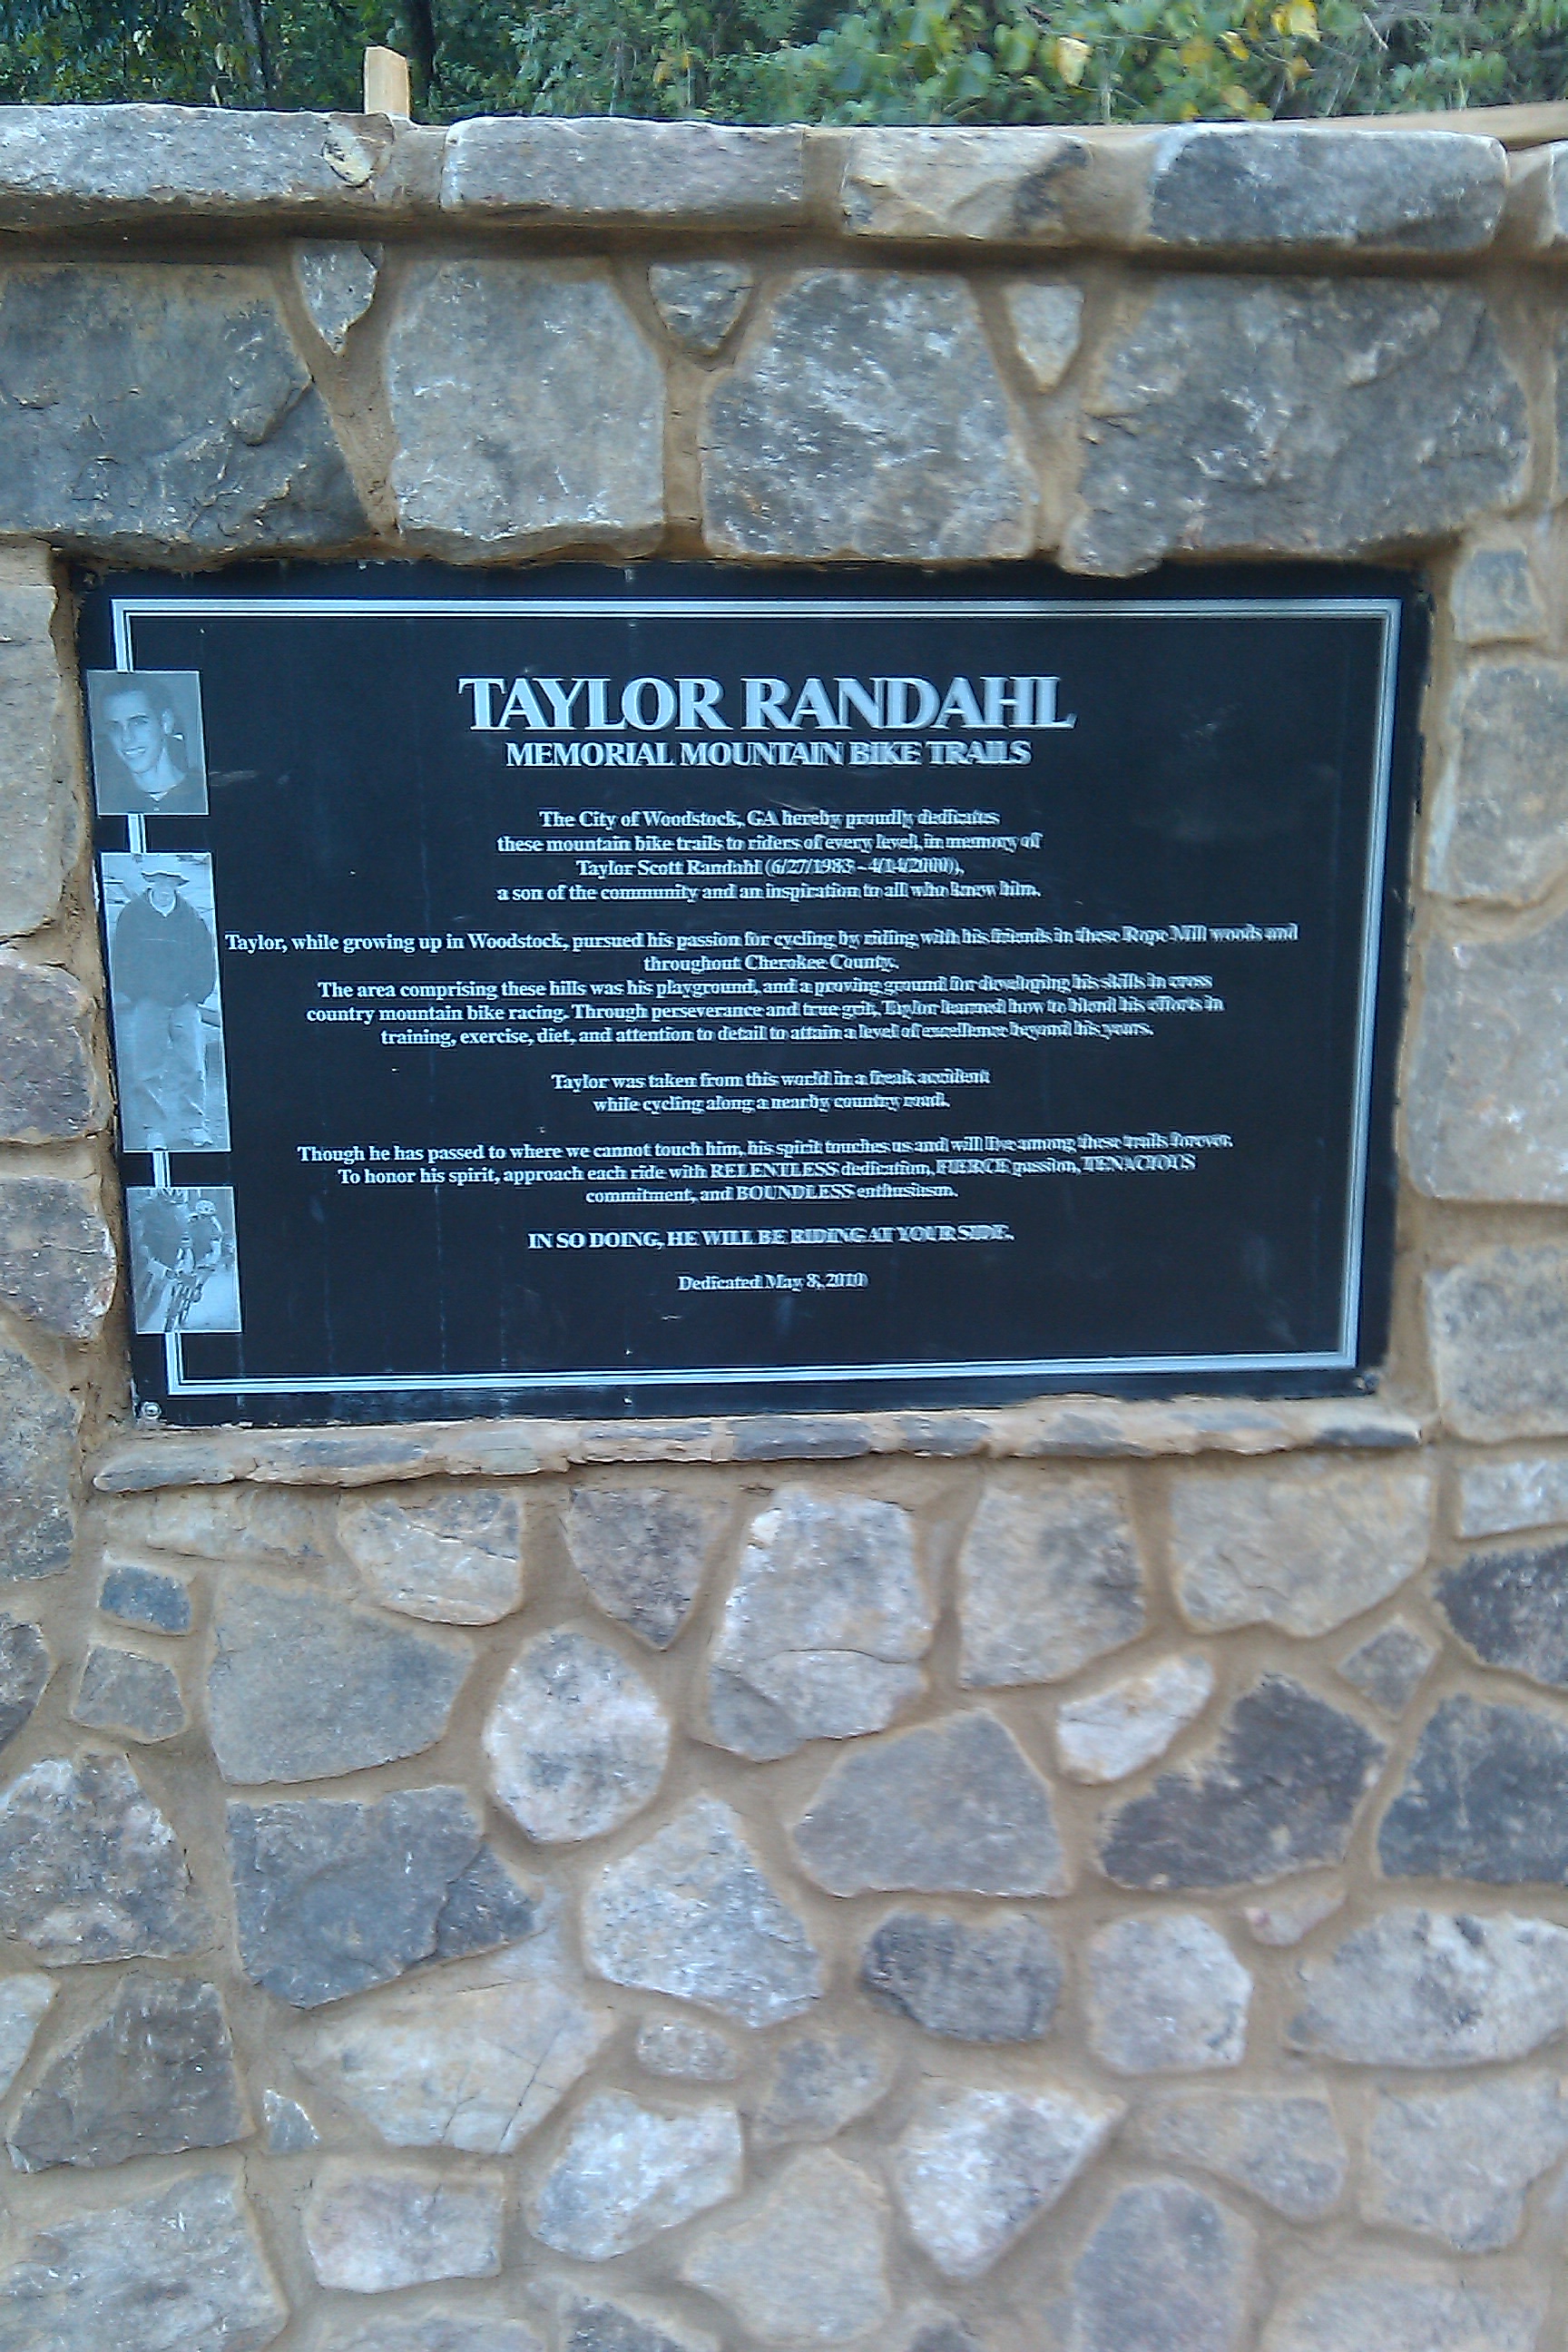 TAYLOR RANDAHL
MEMORIAL MOUNTAIN BIKE TRAILS
The City of Woodstock, GA hereby proudly dedicates
these mountain bike trails to riders of every level, in memory of
Taylor Scott Randahl (6/27/1983 – 4/14/2000),
a son of the community and an inspiration to all who knew him.
Taylor, while growing up in Woodstock, pursued his passion for cycling by riding with his friends in these Rope Mill woods and
throughout Cherokee County.
The area comprising these hills was his playground, and a proving ground for developing his skills in cross
country mountain bike racing. Through perseverance and true grit, Taylor learned how to blend his efforts in
training, exercise, diet, and attention to detail to attain a level of excellence beyond his years.
Taylor was taken from this world in a freak accident
while cycling along a nearby country road.
Though he has passed to where we cannot touch him, his spirit touches us and will live among these trails forever.
To honor his spirit, approach each ride with RELENTLESS dedication, FIERCE passion, TENACIOUS
commitment, and BOUNDLESS enthusiasm.
IN SO DOING, HE WILL BE RIDING AT YOUR SIDE.
Dedicated May 8, 2010